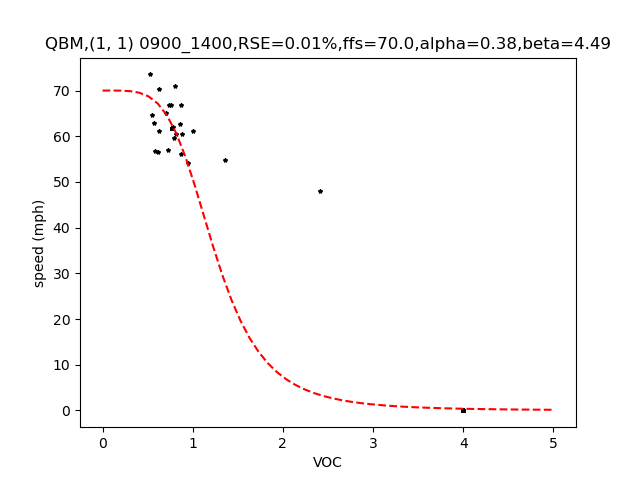 QBM,(1, 1) 0900_1400,RSE=0.01%,ffs=70.0,alpha=0.38,beta=4.49
speed (mph)
70
60
50
40
30
20
10
0
0 1 2 3 4 5
VOC